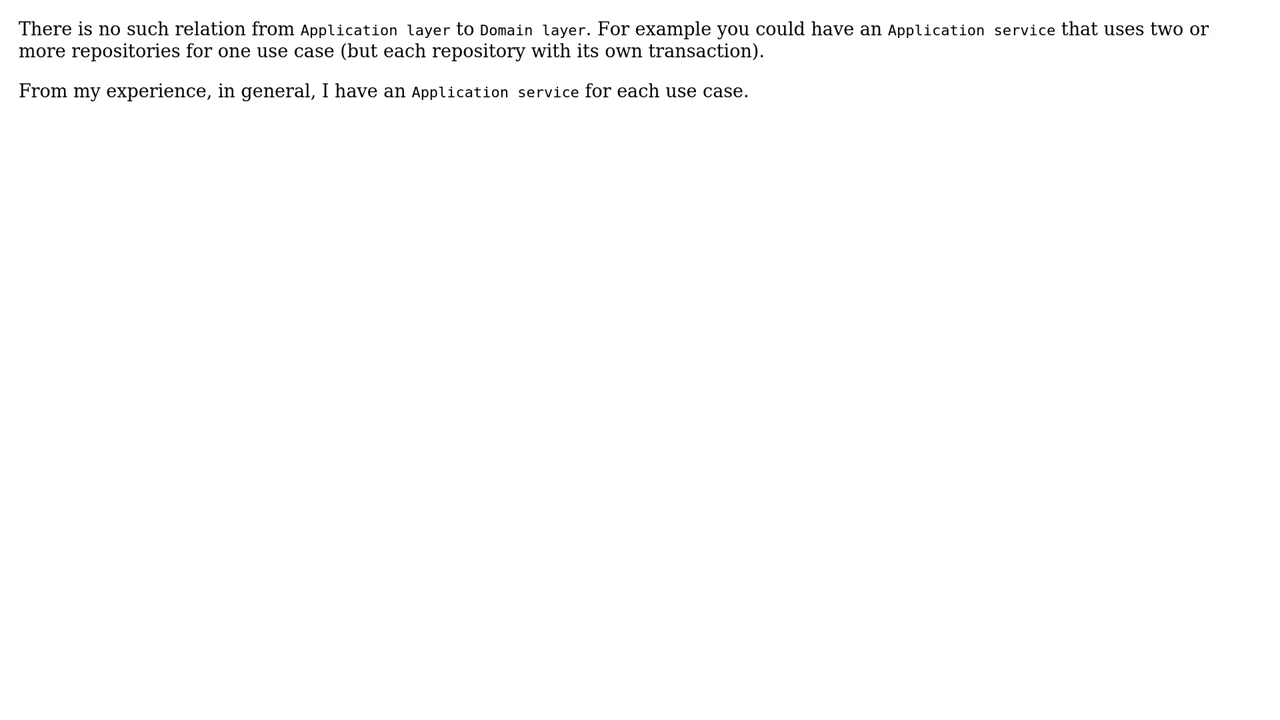 There is no such relation from Application layer to Domain layer. For example you could have an Application service that uses two or
more repositories for one use case (but each repository with its own transaction).
From my experience, in general, I have an Application service for each use case.